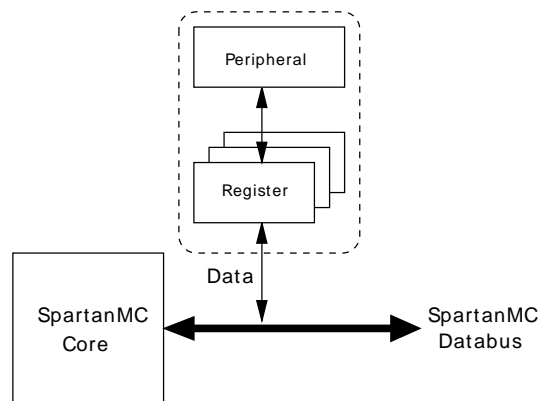 Peripheral
Register
Data
SpartanMC
Core
SpartanMC
Databus